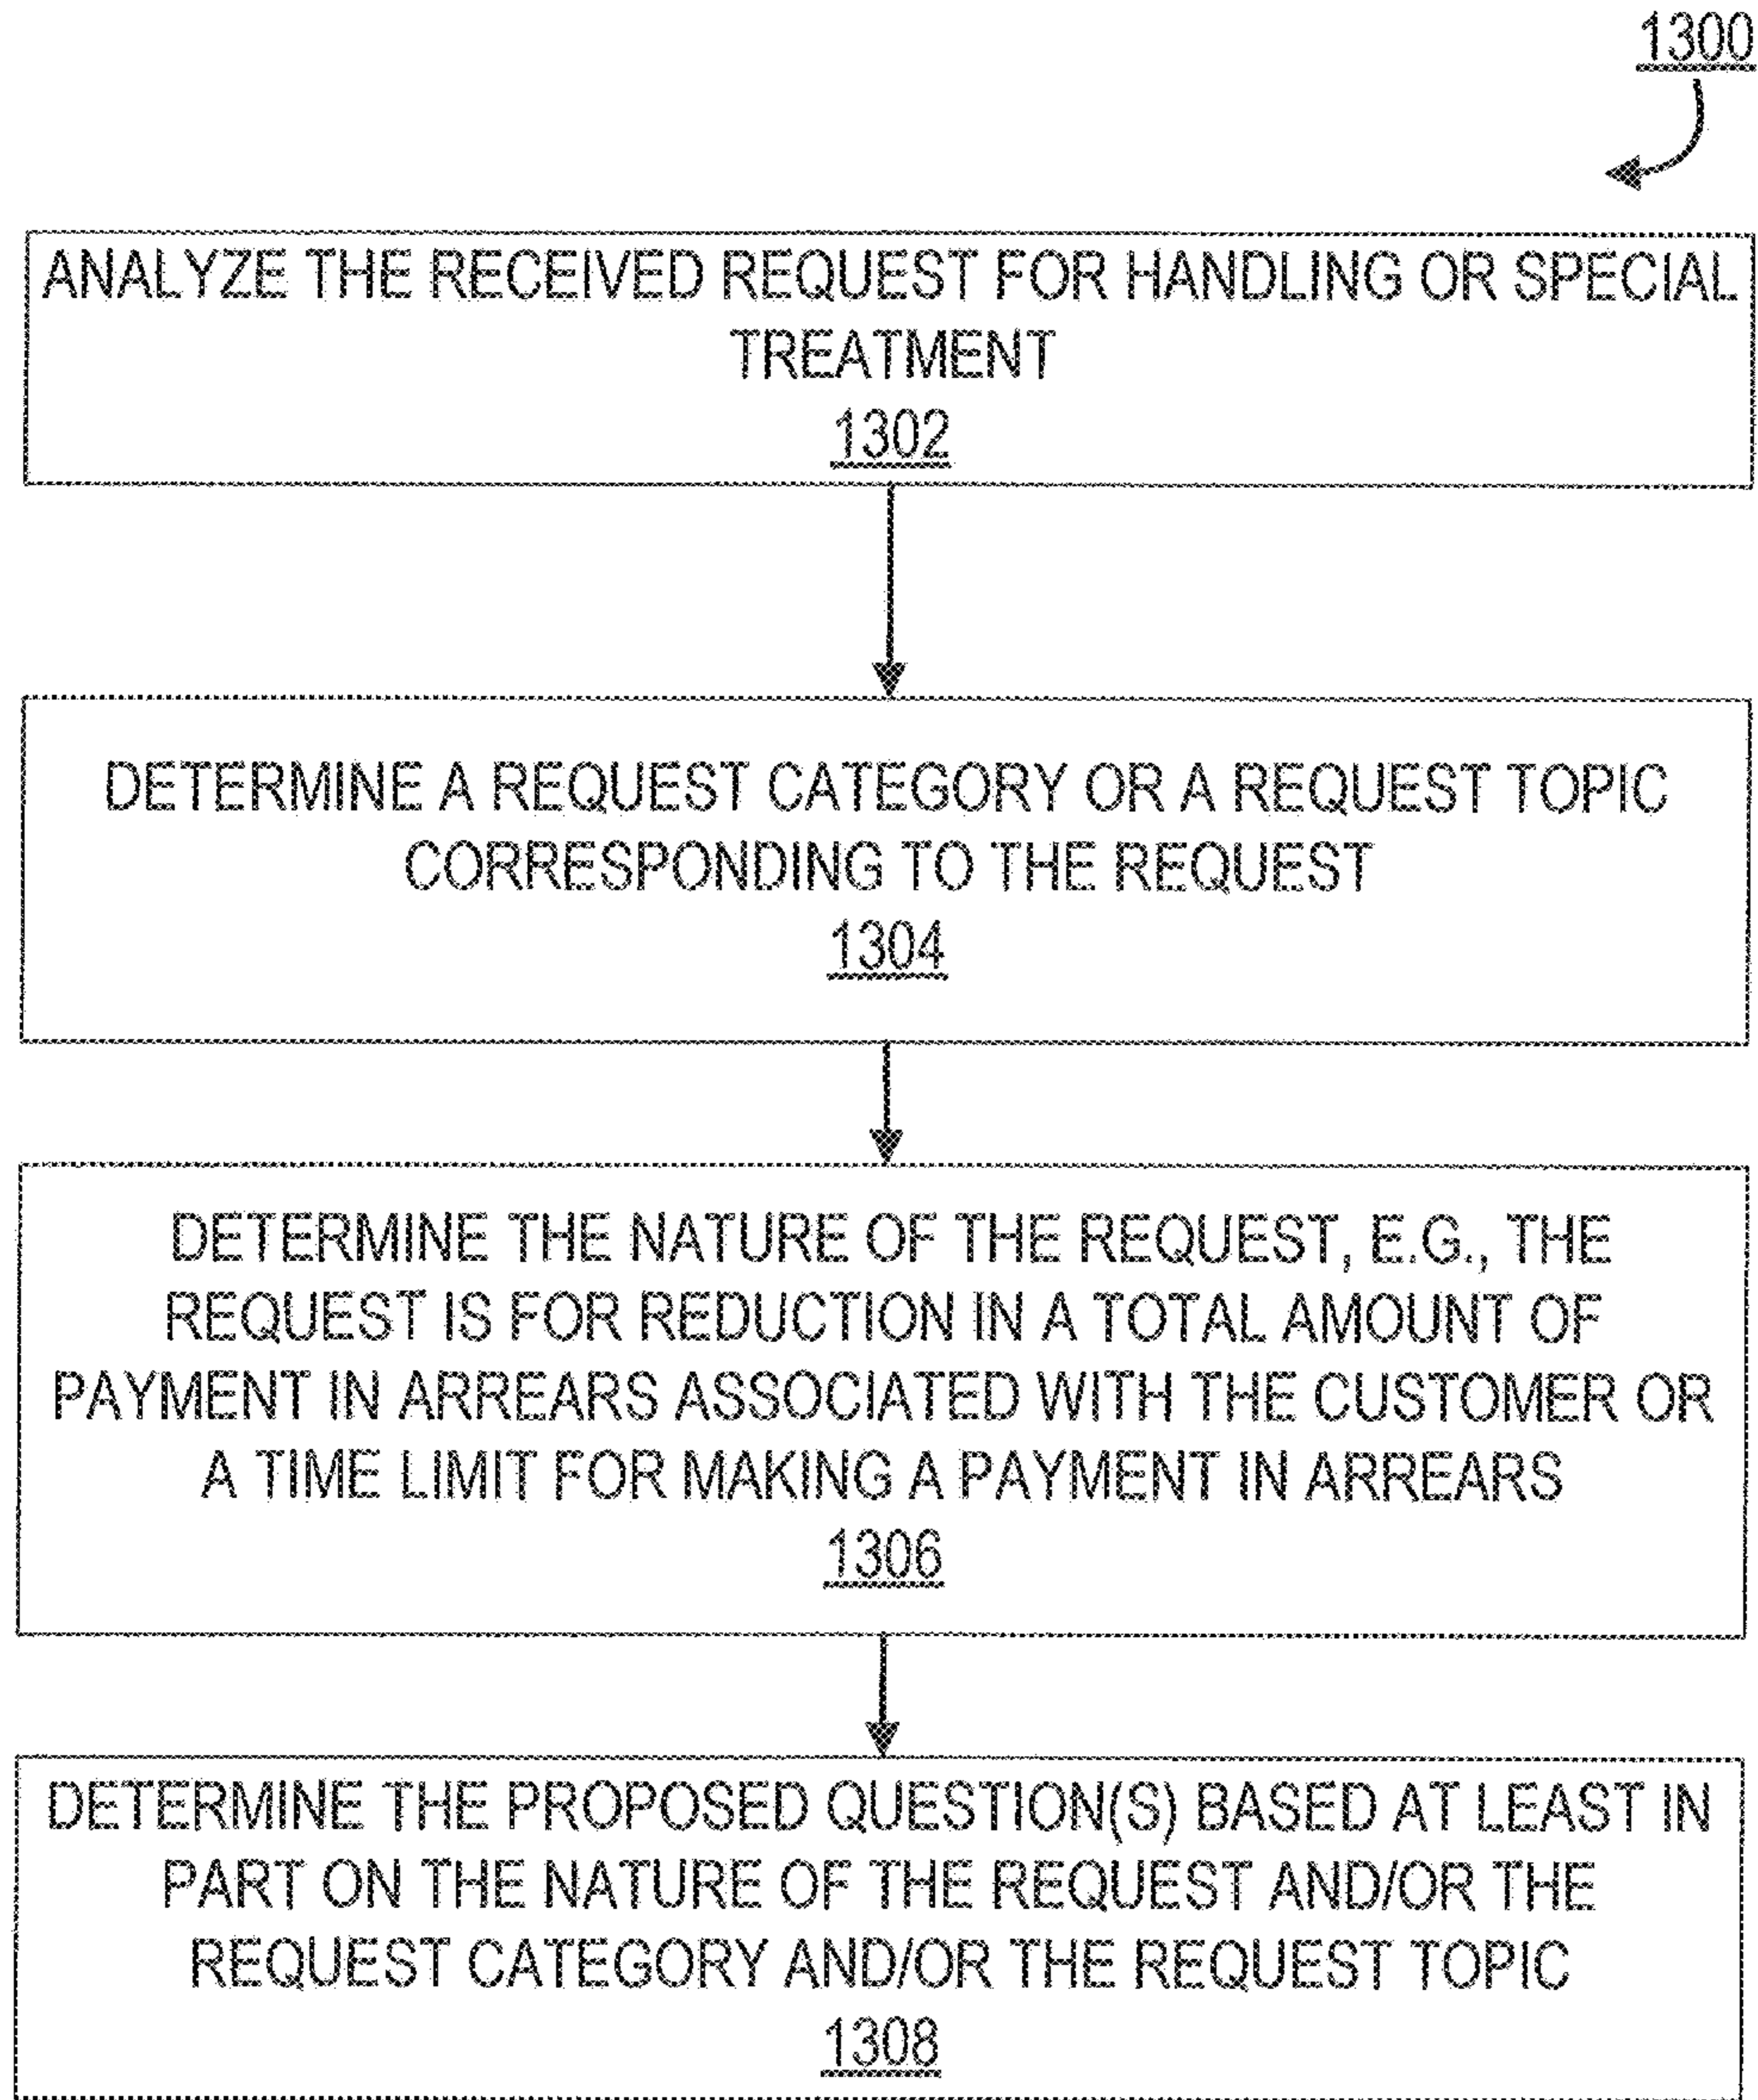 1300
ANALYZE THE RECEIVED REQUEST FOR HANDLING OR SPECIAL
TREATMENT
1302
DETERMINE A REQUEST CATEGORY OR A REQUEST TOPIC
CORRESPONDING TO THE REQUEST
1304
DETERMINE THE NATURE OF THE REQUEST, E.G., THE
REQUEST IS FOR REDUCTION IN A TOTAL AMOUNT OF
PAYMENT IN ARREARS ASSOCIATED WITH THE CUSTOMER OR
A TIME LIMIT FOR MAKING A PAYMENT IN ARREARS
1306
DETERMINE THE PROPOSED QUESTION(S) BASED AT LEAST IN
PART ON THE NATURE OF THE REQUEST AND/OR THE
REQUEST CATEGORY AND/OR THE REQUEST TOPIC
1308